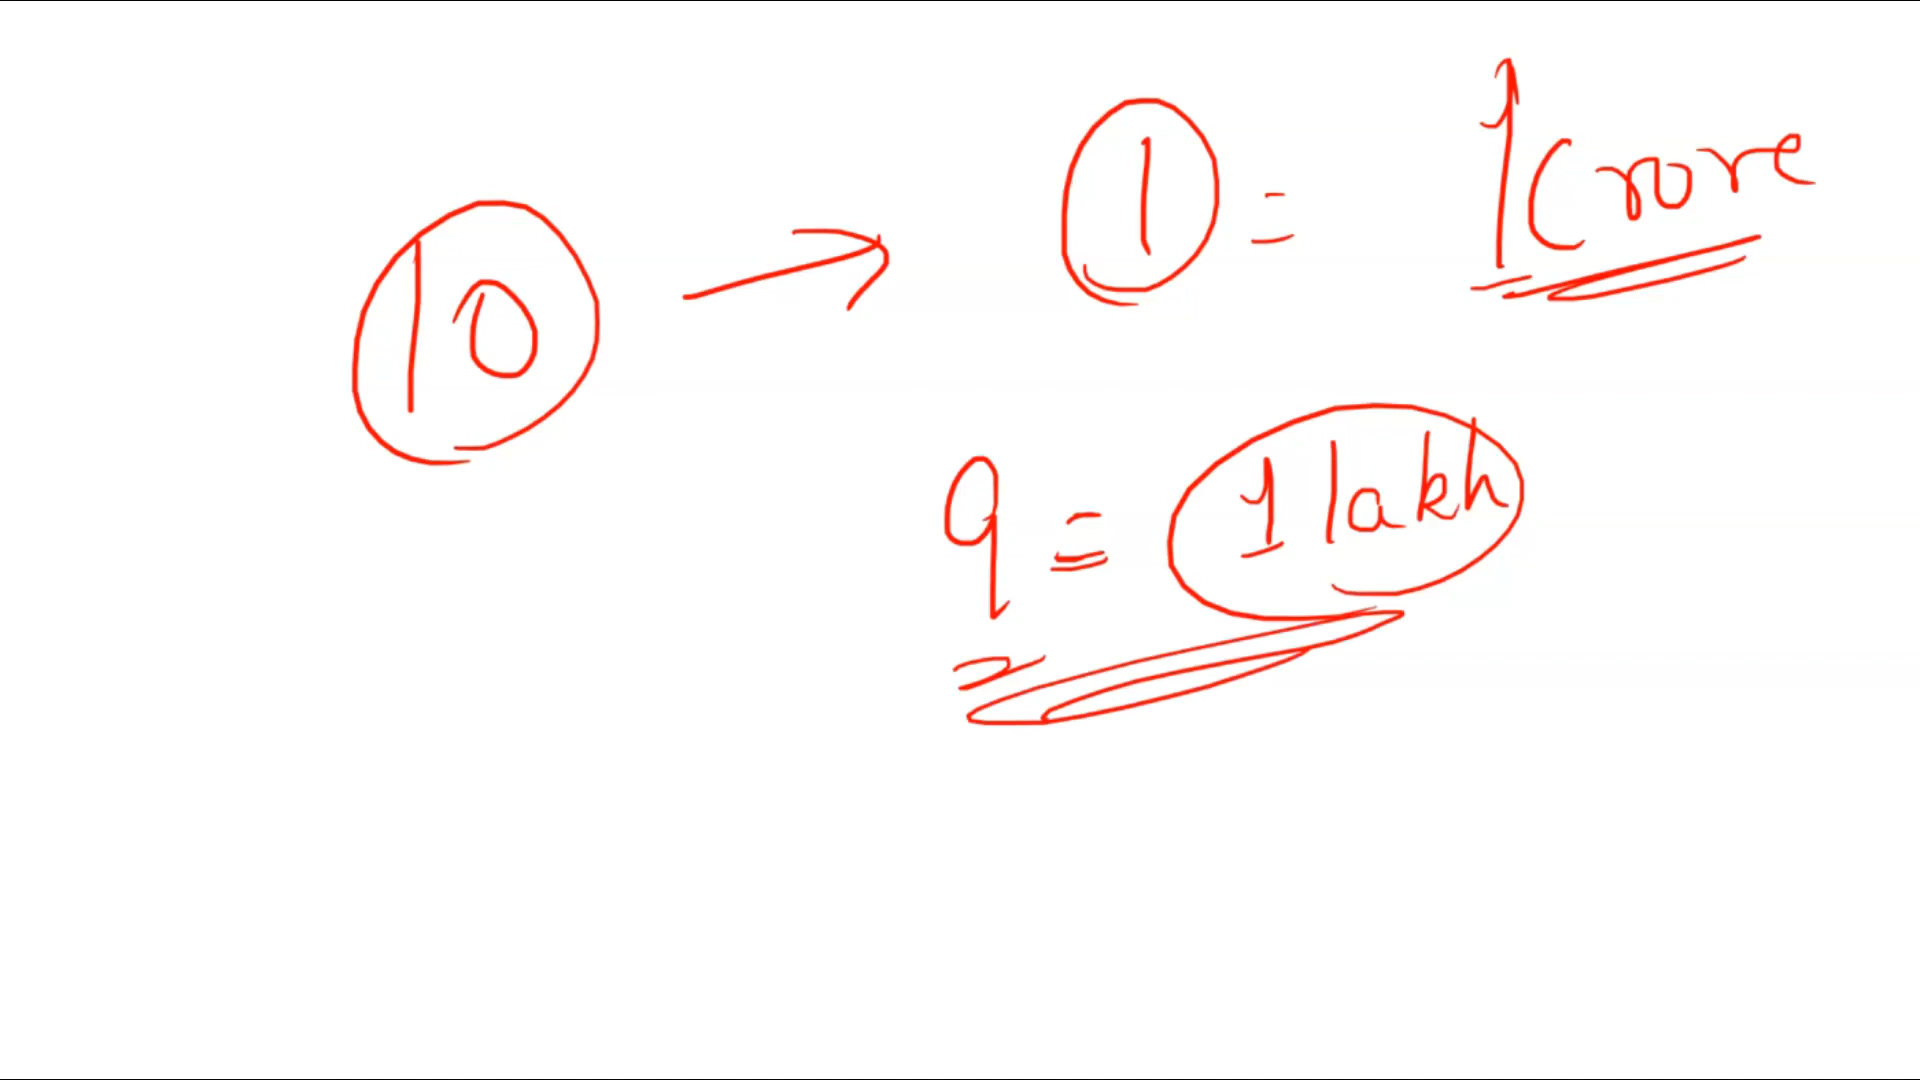 10 → 1 = 1 Crore
9 = 1 lakh